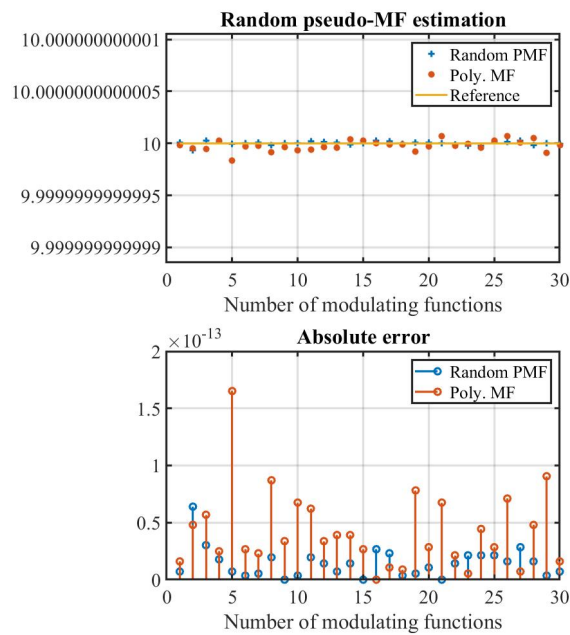 Random pseudo-MF estimation
10.000000000001
10.0000000000005
10
9.9999999999995
9.999999999999
Random PMF
Poly. MF
Reference
0 5 10 15 20 25 30
Number of modulating functions
Absolute error
×10-13
2
1.5
1
0.5
0
Random PMF
Poly. MF
0 5 10 15 20 25 30
Number of modulating functions